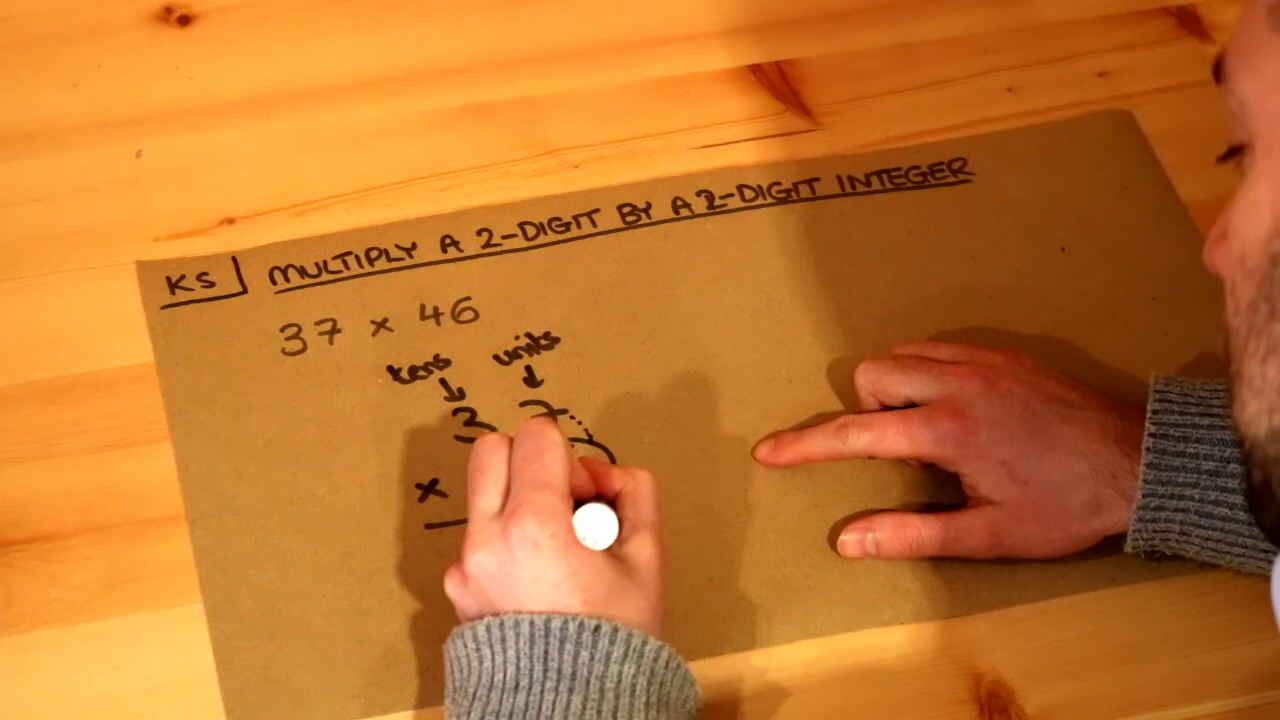 KS MULTIPLY A 2-DIGIT BY A 2-DIGIT INTEGER
37 × 46
tens units
3 7
×